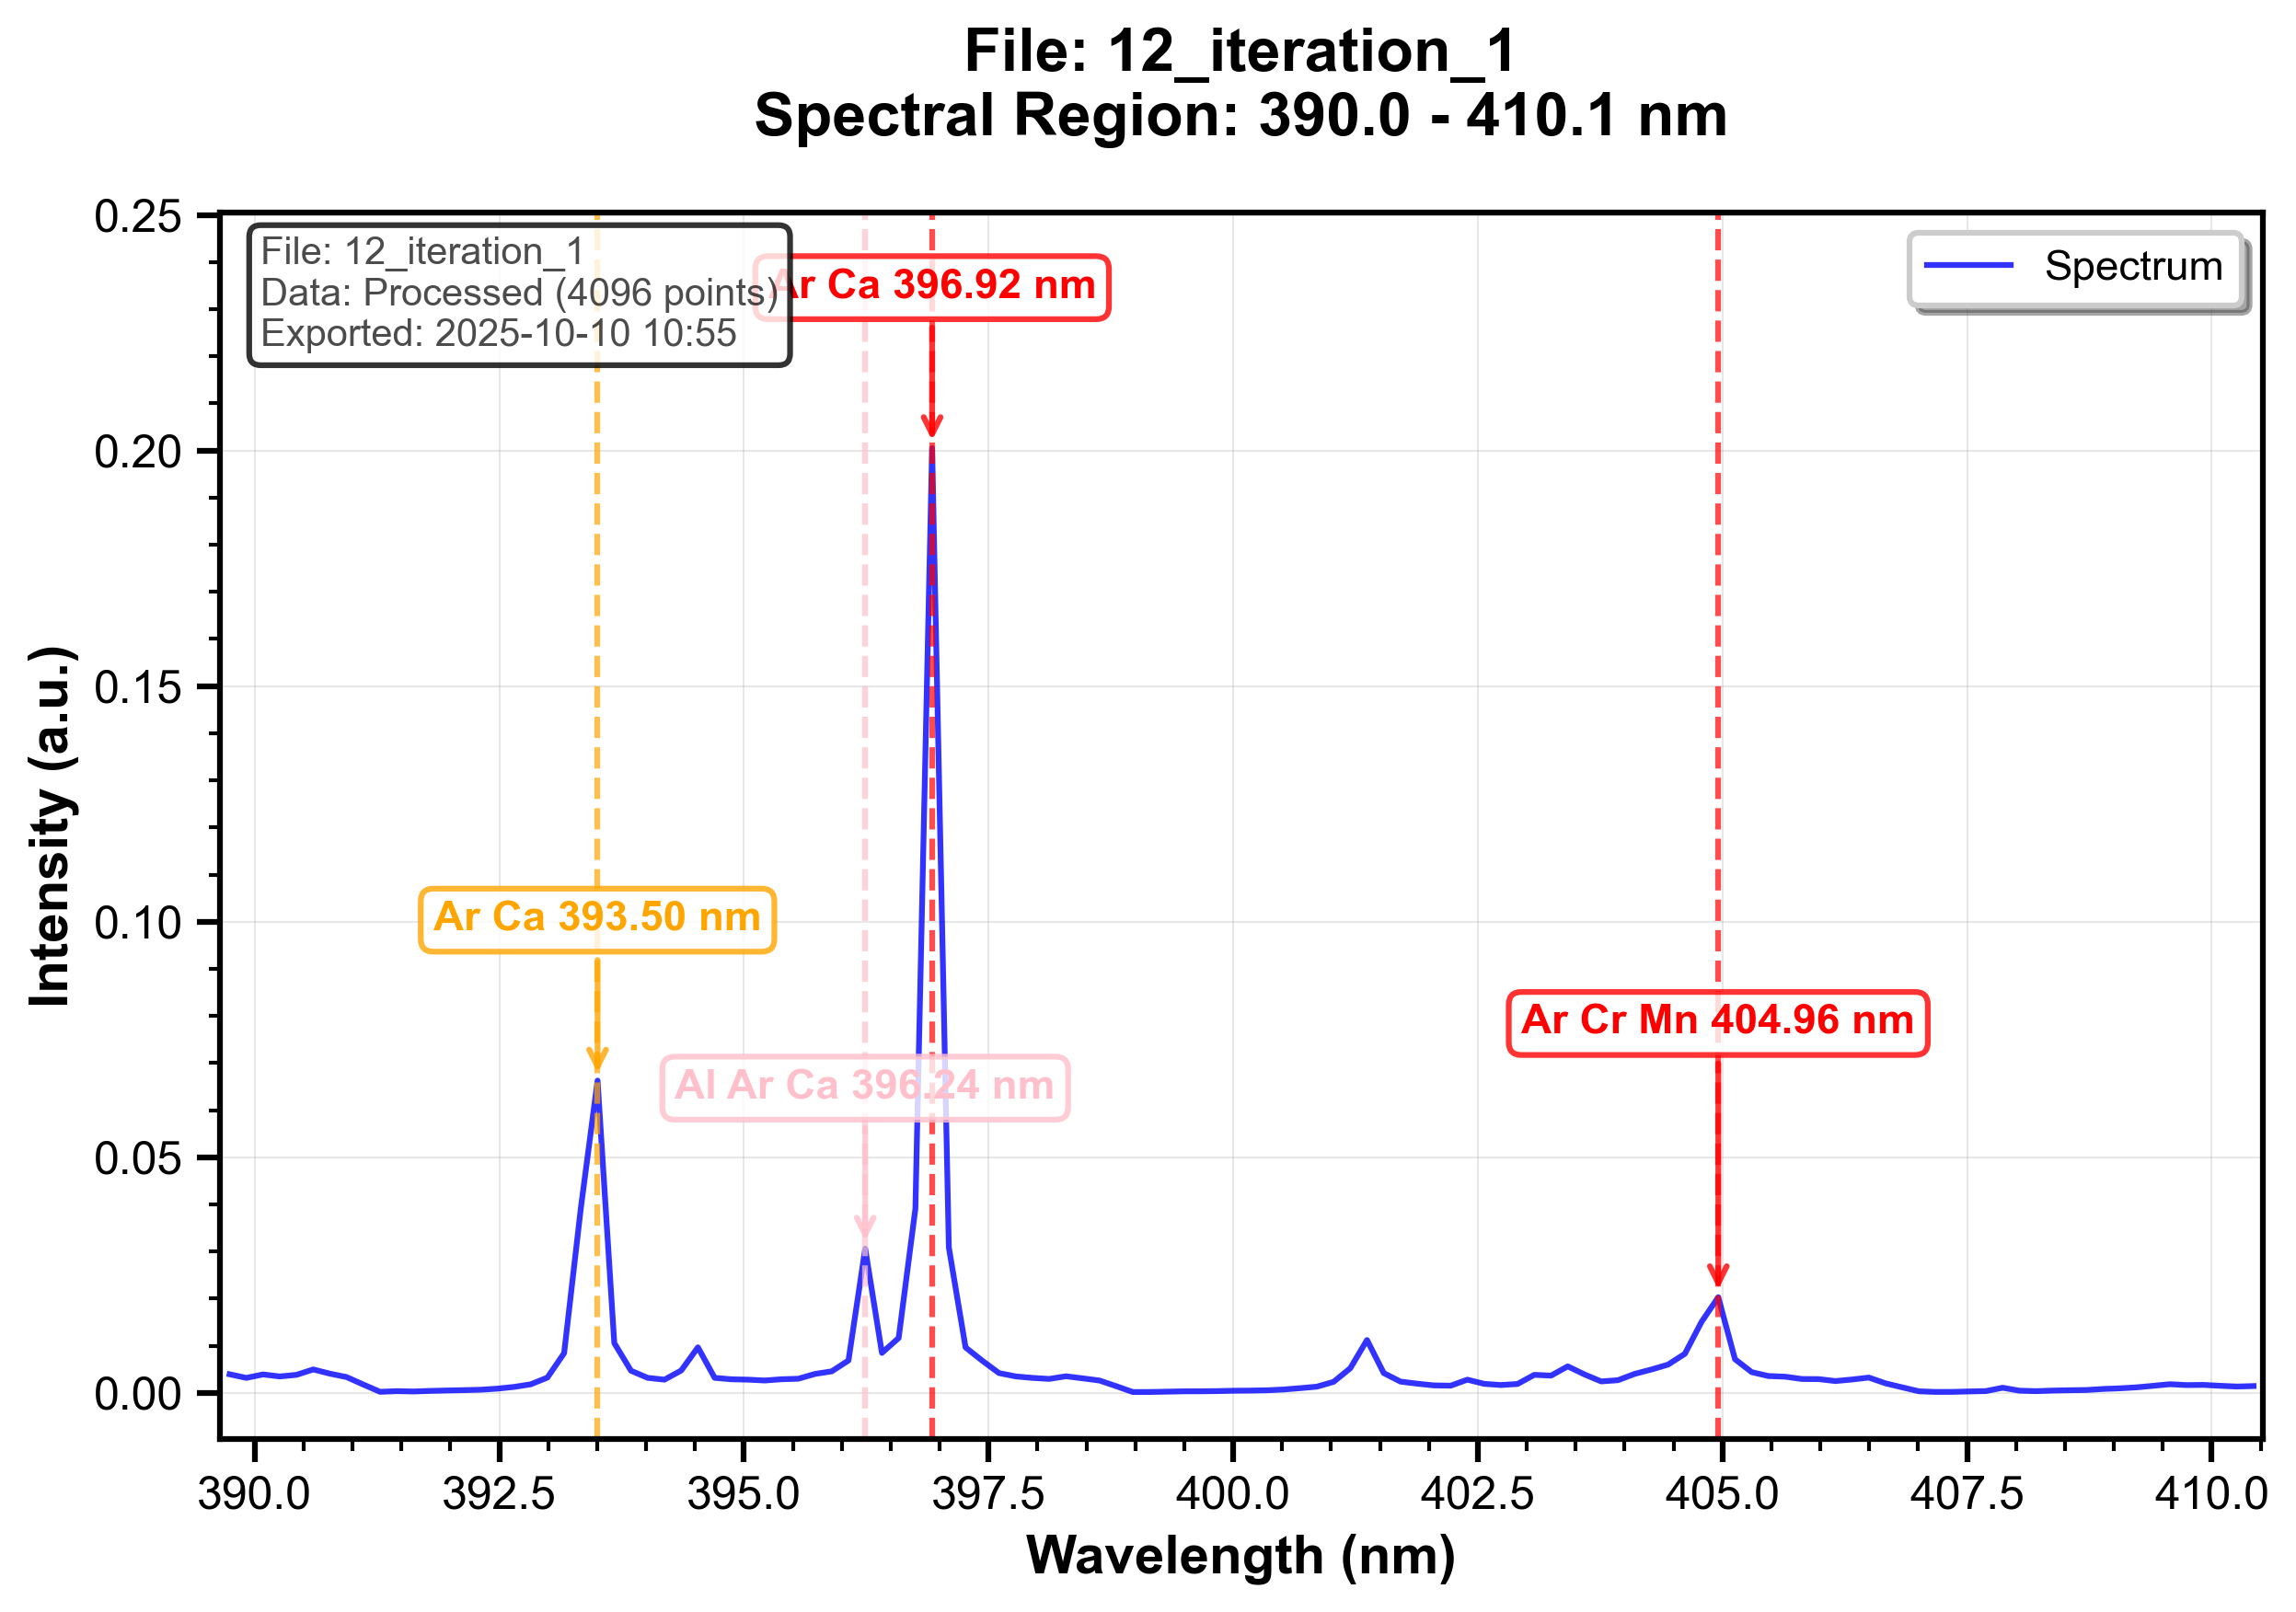 File: 12_iteration_1
Spectral Region: 390.0 - 410.1 nm
File: 12_iteration_1
Data: Processed (4096 points)
Exported: 2025-10-10 10:55
Ar Ca 396.92 nm
Spectrum
Ar Ca 393.50 nm
Al Ar Ca 396.24 nm
Ar Cr Mn 404.96 nm
Intensity (a.u.)
0.25
0.20
0.15
0.10
0.05
0.00
390.0 392.5 395.0 397.5 400.0 402.5 405.0 407.5 410.0
Wavelength (nm)